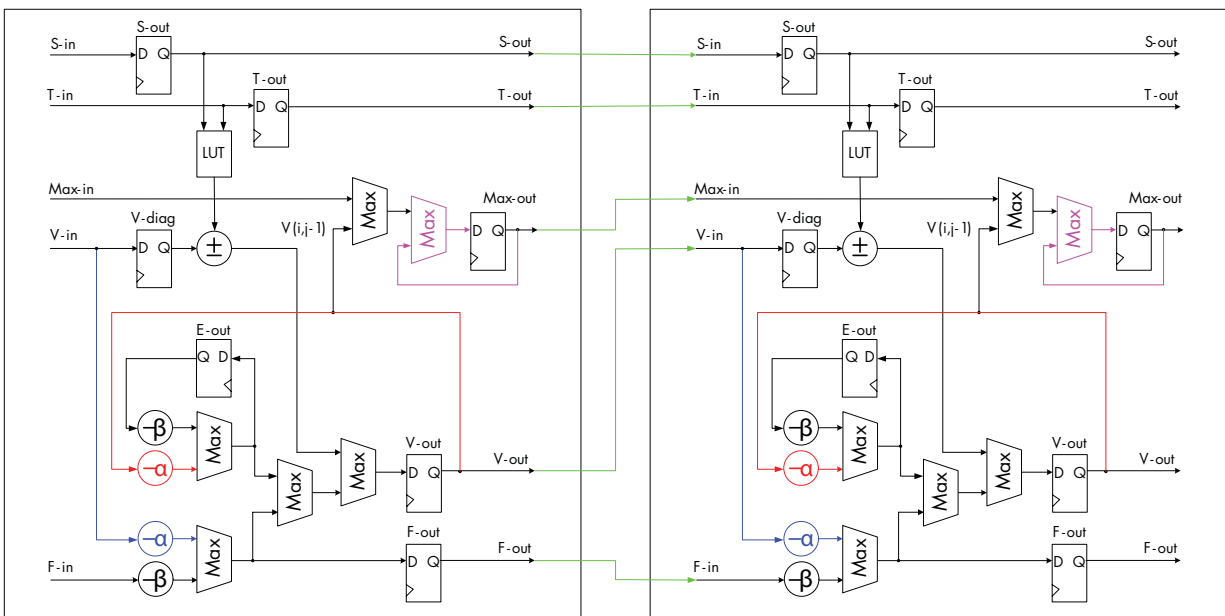 S-out
S-in
D Q
S-out
T-out
T-in
D Q
T-out
LUT
Max-in
Max
Max
Max-out
D Q
V-diag
V(i,j-1)
V-in
D Q
±
E-out
Q D
-β
Max
-α
Max
Max
V-out
D Q
V-out
-α
Max
F-out
D Q
F-out
F-in
-β
S-out
S-in
D Q
S-out
T-out
T-in
D Q
T-out
LUT
Max-in
Max
Max
Max-out
D Q
V-diag
V(i,j-1)
V-in
D Q
±
E-out
Q D
-β
Max
-α
Max
Max
V-out
D Q
V-out
-α
Max
F-out
D Q
F-out
F-in
-β